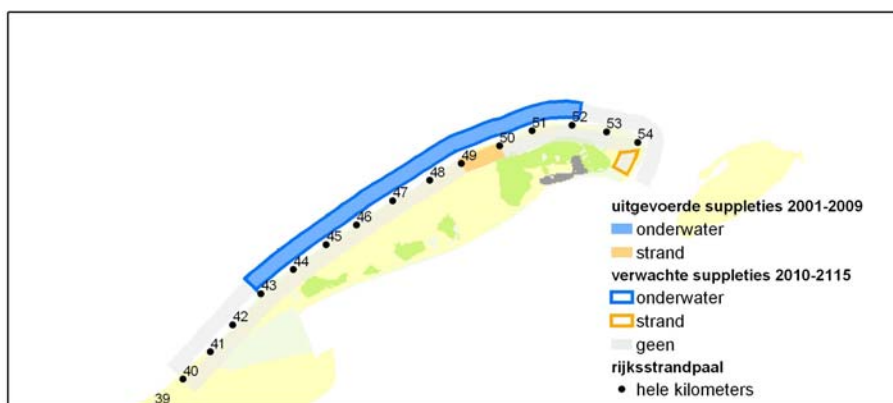 52
51
53
50
54
49
48
47
46
45
44
43
42
41
40
39
uitgevoerde suppleties 2001-2009
onderwater
strand
verwachte suppleties 2010-2115
onderwater
strand
geen
rijksstrandpaal
hele kilometers